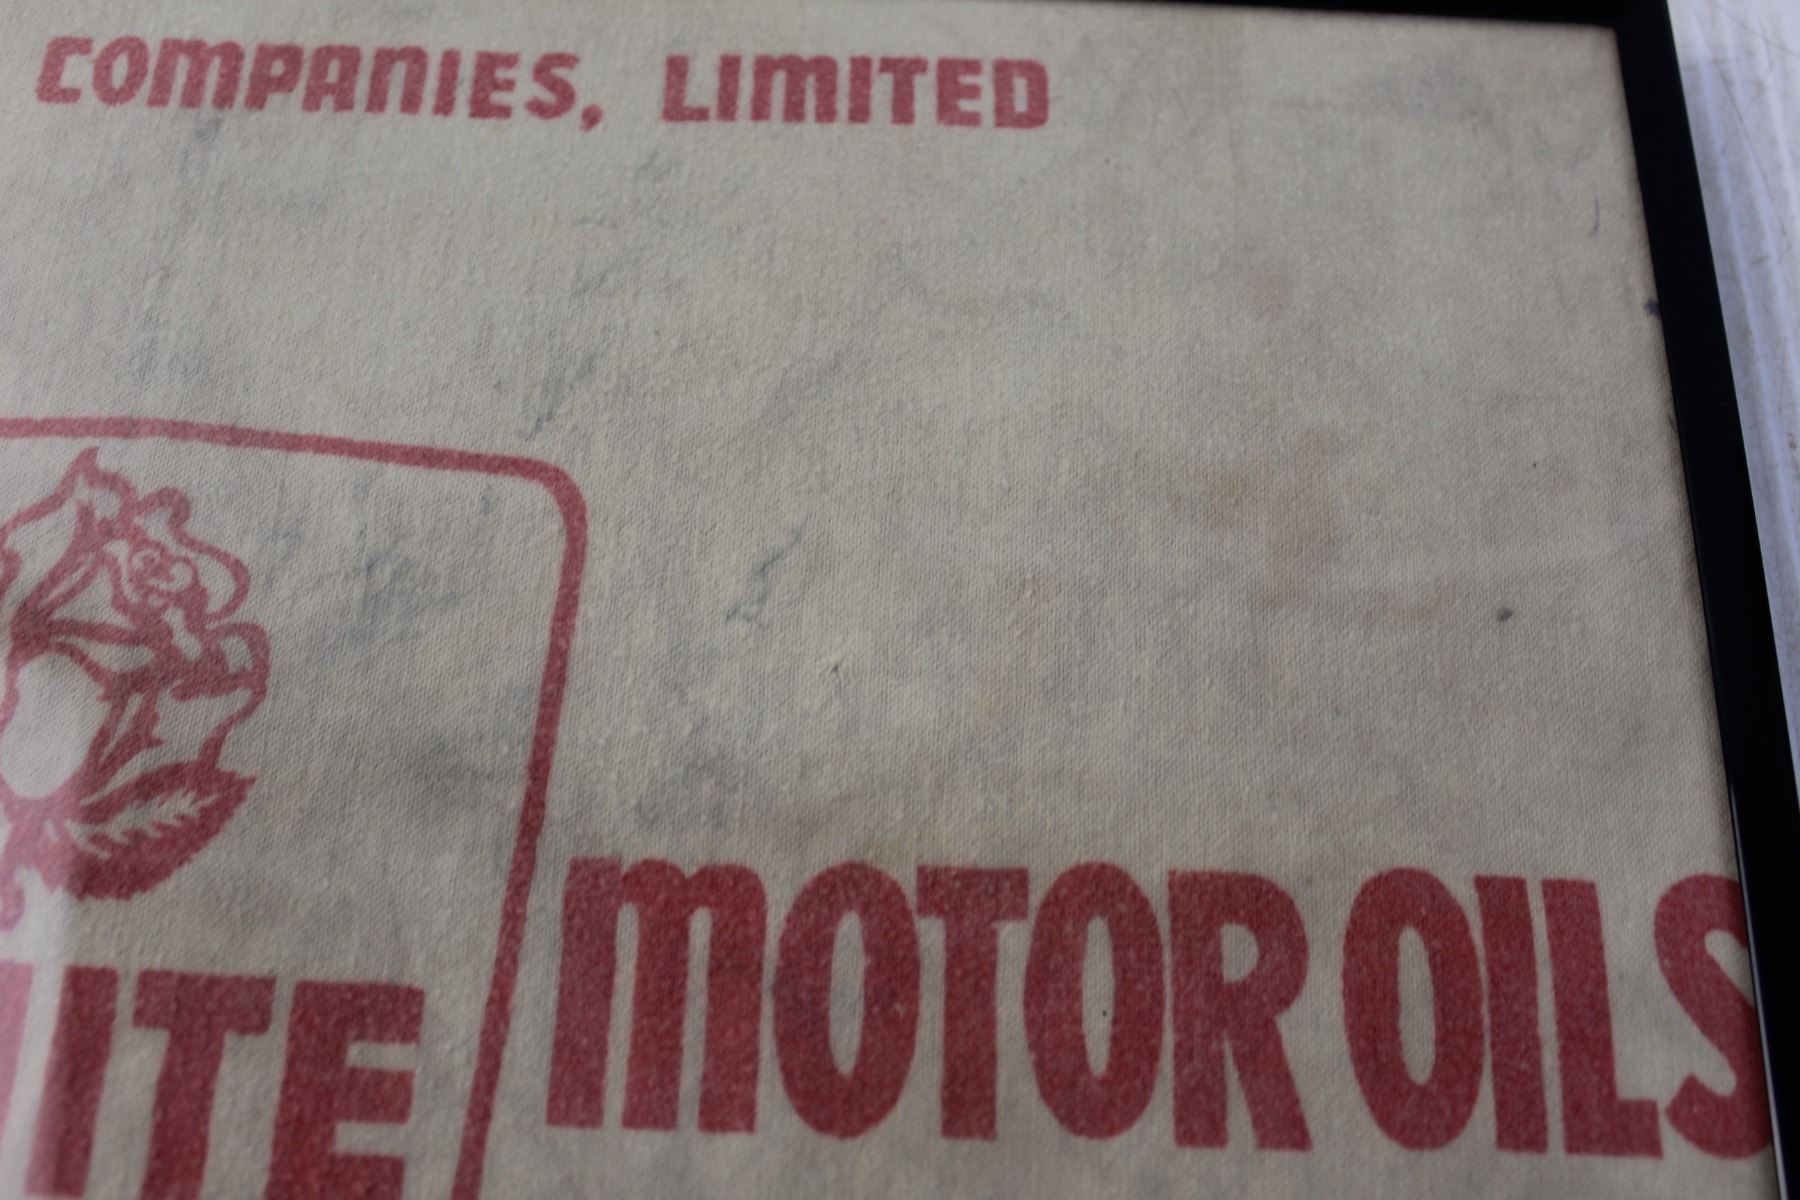 COMPANIES, LIMITED
ITE MOTOR OILS